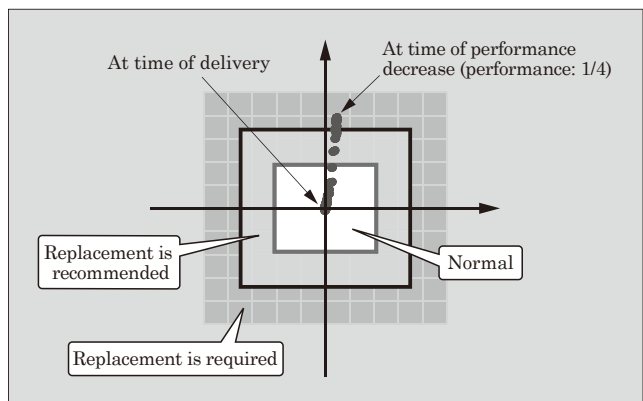 At time of delivery
At time of performance
decrease (performance: 1/4)
Replacement is
recommended
Normal
Replacement is required